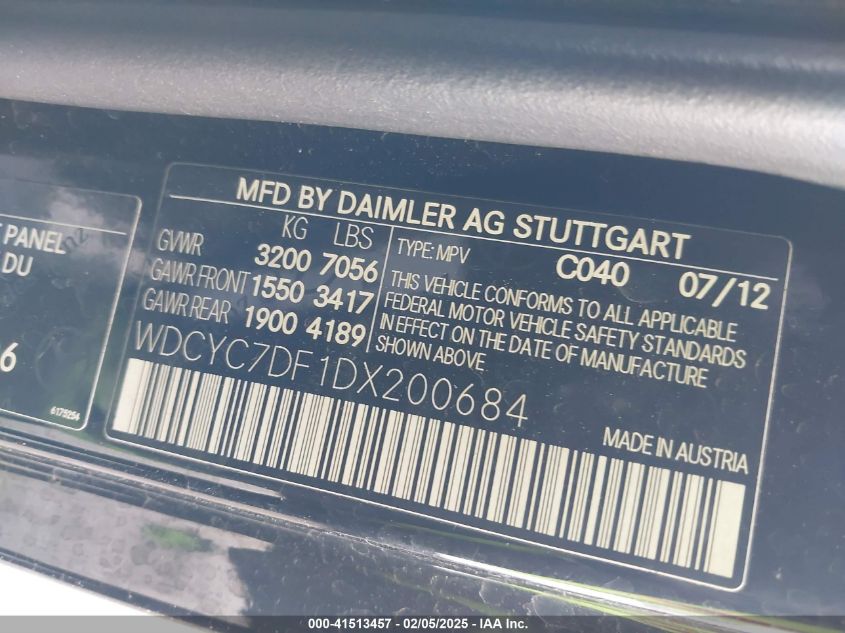 PANEL
DU
6
6175254
MFD BY DAIMLER AG STUTTGART
KG LBS
GVWR 3200 7056
GAWR FRONT 1550 3417
GAWR REAR 1900 4189
TYPE: MPV C040 07/12
THIS VEHICLE CONFORMS TO ALL APPLICABLE
FEDERAL MOTOR VEHICLE SAFETY STANDARDS
IN EFFECT ON THE DATE OF MANUFACTURE
SHOWN ABOVE
WDCYC7DF1DX200684
MADE IN AUSTRIA
000-41513457 - 02/05/2025 - IAA Inc.